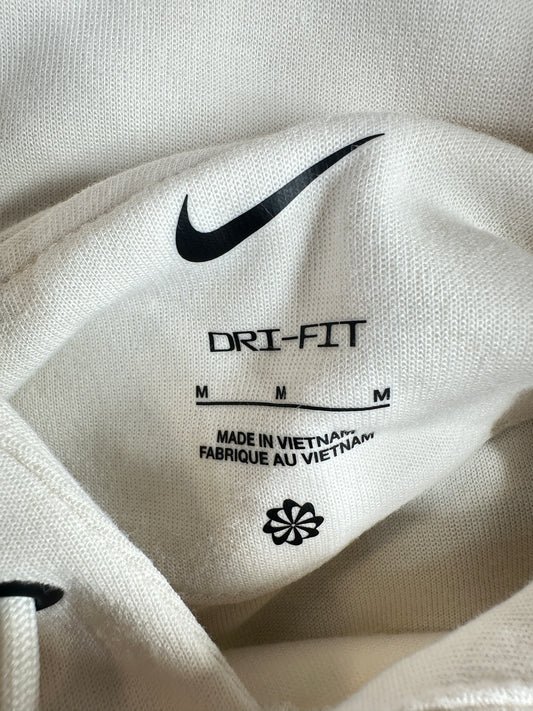 DRI-FIT
M M M
MADE IN VIETNAM
FABRIQUE AU VIETNAM